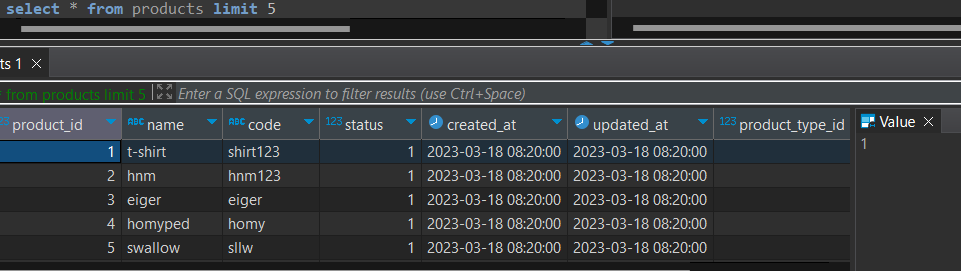 select * from products limit 5
ts 1 ×
* from products limit 5 Enter a SQL expression to filter results (use Ctrl+Space)
product_id ABC name ABC code 123 status created_at updated_at 123 product_type_id Value ×
1 t-shirt shirt123 1 2023-03-18 08:20:00 2023-03-18 08:20:00 1
2 hnm hnm123 1 2023-03-18 08:20:00 2023-03-18 08:20:00
3 eiger eiger 1 2023-03-18 08:20:00 2023-03-18 08:20:00
4 homyped homy 1 2023-03-18 08:20:00 2023-03-18 08:20:00
5 swallow sllw 1 2023-03-18 08:20:00 2023-03-18 08:20:00